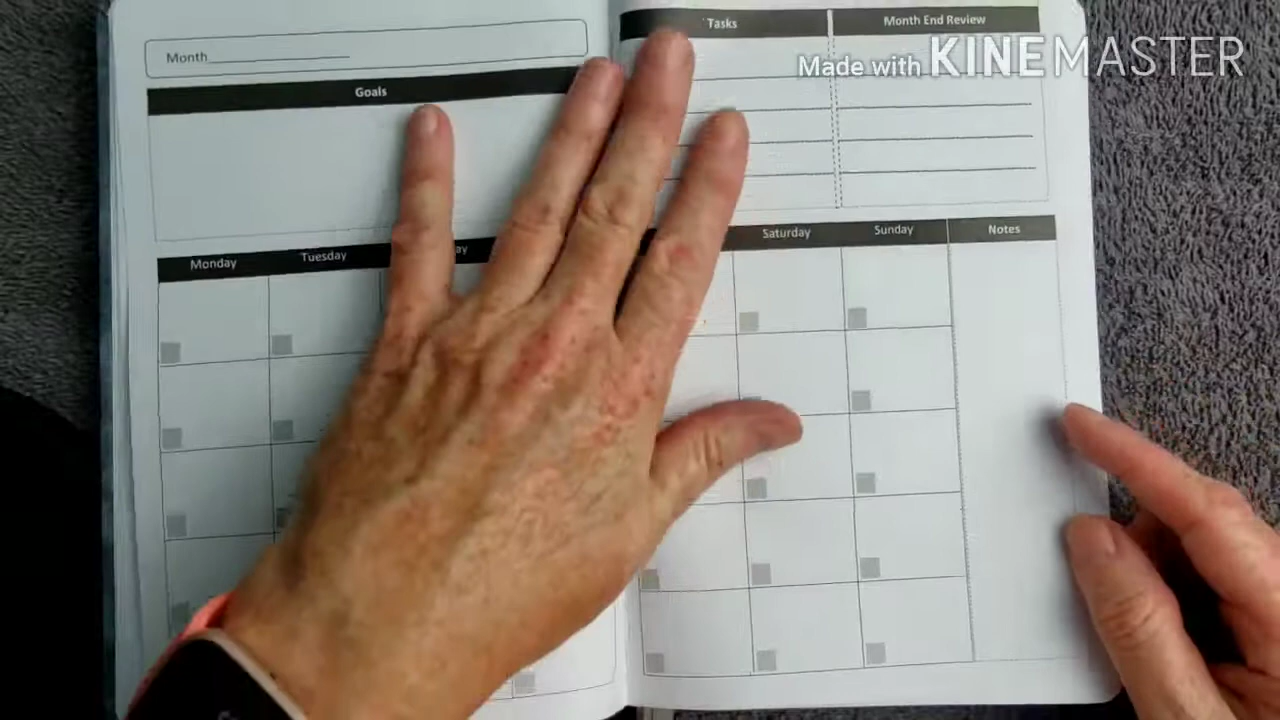 Month
Goals
Tasks
Month End Review
Made with KINEMASTER
Monday Tuesday Saturday Sunday Notes